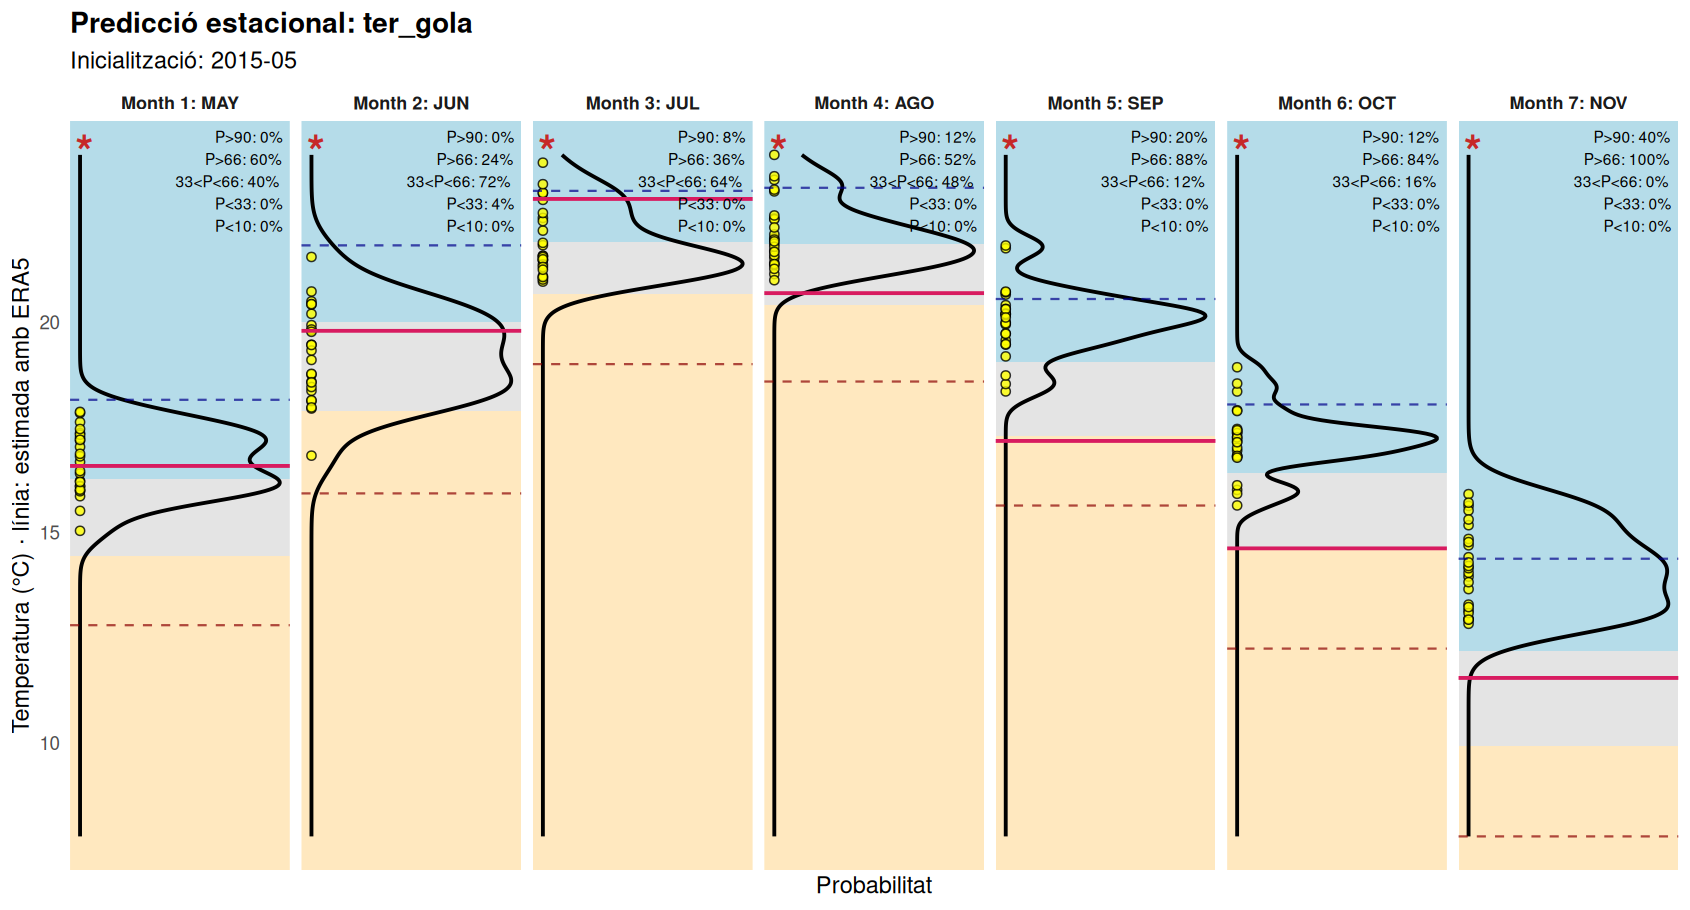 Predicció estacional: ter_gola
Inicialització: 2015-05
Month 1: MAY
Month 2: JUN
Month 3: JUL
Month 4: AGO
Month 5: SEP
Month 6: OCT
Month 7: NOV
*
P>90: 0%
P>66: 60%
33<P<66: 40%
P<33: 0%
P<10: 0%
*
P>90: 0%
P>66: 24%
33<P<66: 72%
P<33: 4%
P<10: 0%
*
P>90: 8%
P>66: 36%
33<P<66: 64%
P<33: 0%
P<10: 0%
*
P>90: 12%
P>66: 52%
33<P<66: 48%
P<33: 0%
P<10: 0%
*
P>90: 20%
P>66: 88%
33<P<66: 12%
P<33: 0%
P<10: 0%
*
P>90: 12%
P>66: 84%
33<P<66: 16%
P<33: 0%
P<10: 0%
*
P>90: 40%
P>66: 100%
33<P<66: 0%
P<33: 0%
P<10: 0%
Temperatura (°C) · línia: estimada amb ERA5
20
15
10
Probabilitat